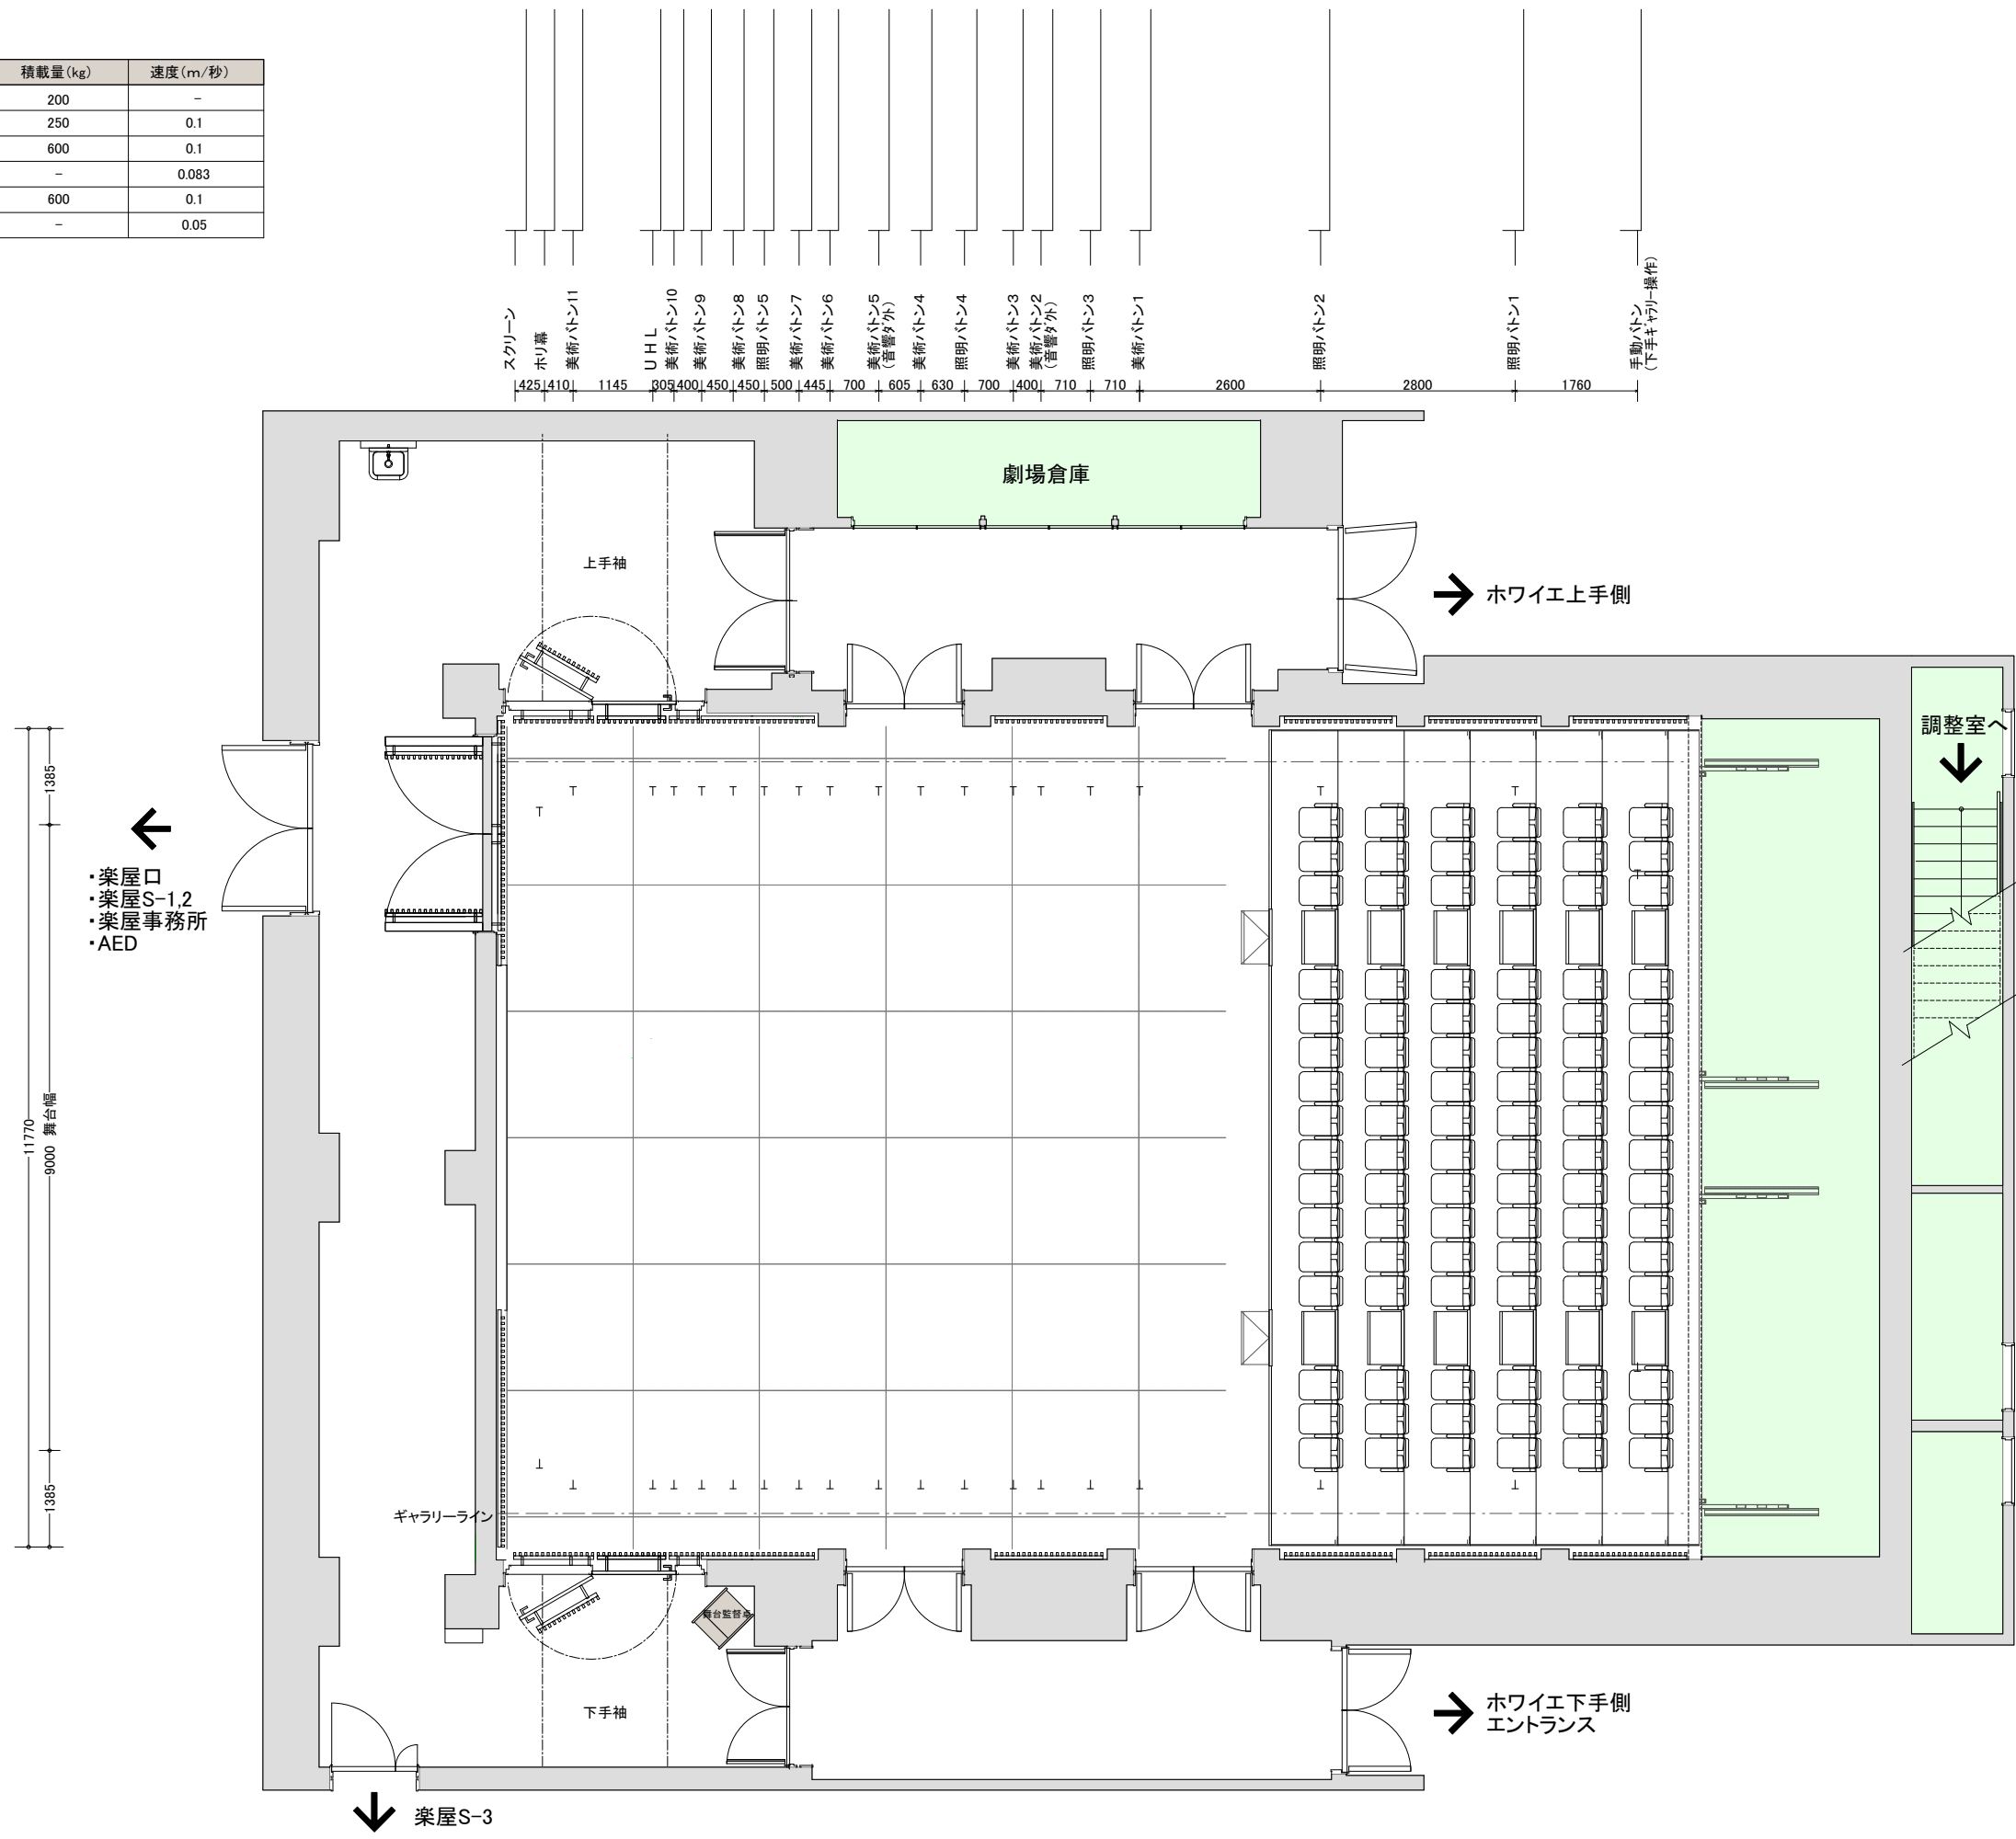 積載量(kg) 速度(m/秒)
200 -
250 0.1
600 0.1
- 0.083
600 0.1
- 0.05
スクリーン
ホリ幕
美術バトン11
UHL
美術バトン10
美術バトン9
美術バトン8
照明バトン5
美術バトン7
美術バトン6
美術バトン5
(音響ダクト)
美術バトン4
照明バトン4
美術バトン3
美術バトン2
(音響ダクト)
照明バトン3
美術バトン1
照明バトン2
照明バトン1
手動バトン
(下手ギャラリー操作)
425 410 1145 305 400 450 450 500 445 700 605 630 700 400 710 710 2600 2800 1760
劇場倉庫
上手袖
ホワイエ上手側
調整室へ
1385
11770
9000 舞台幅
1385
・楽屋口
・楽屋S-1,2
・楽屋事務所
・AED
ギャラリーライン
舞台監督卓
下手袖
ホワイエ下手側
エントランス
楽屋S-3